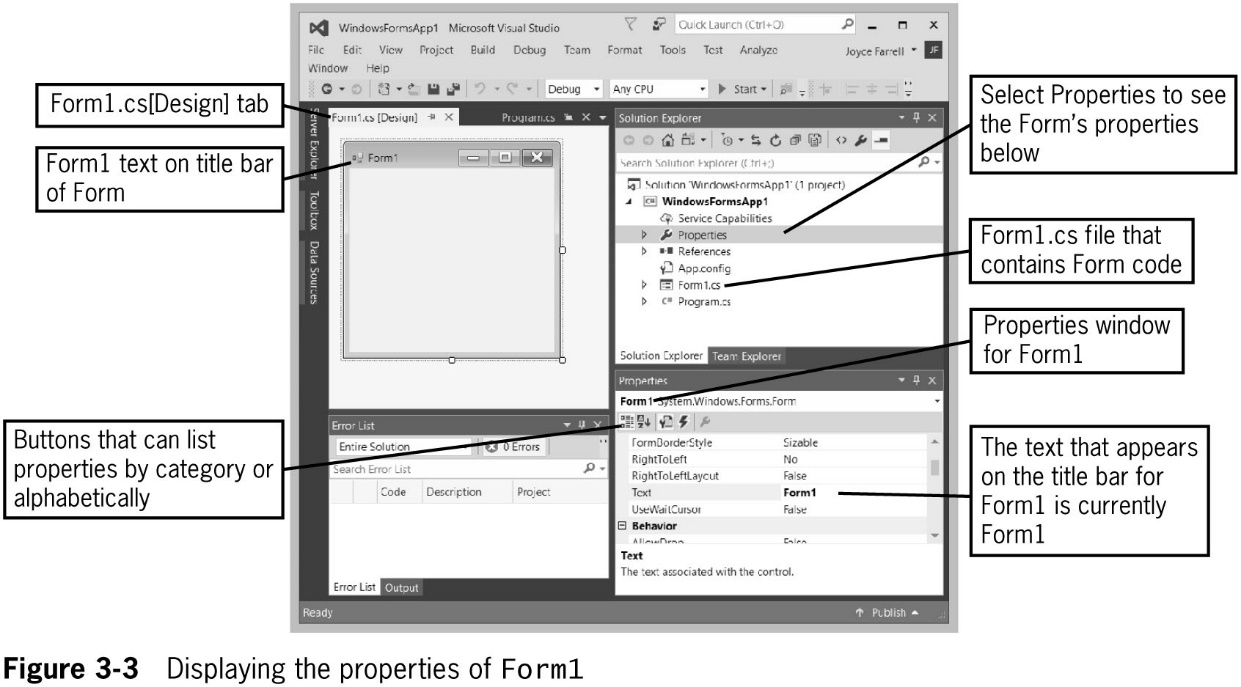 WindowsFormsApp1 Microsoft Visual Studio
Quick Launch (Ctrl+Q)
File Edit View Project Build Debug Team Format Tools Test Analyze
Joyce Farrell JF
Window Help
Debug Any CPU Start
Form1.cs[Design] tab
Form1 text on title bar
of Form
Buttons that can list
properties by category or
alphabetically
Server Explorer
Toolbox
Data Sources
Form1.cs [Design] Program.cs
Form1
Error List
Entire Solution 0 Errors
Search Error List
Code Description Project
Error List Output
Solution Explorer
Search Solution Explorer (Ctrl+;)
Solution 'WindowsFormsApp1' (1 project)
WindowsFormsApp1
Service Capabilities
Properties
References
App.config
Form1.cs
C# Program.cs
Solution Explorer Team Explorer
Properties
Form1 System.Windows.Forms.Form
FormBorderStyle Sizable
RightToLeft No
RightToLeftLayout False
Text Form1
UseWaitCursor False
Behavior
AllowDrop False
Text
The text associated with the control.
Ready
Publish
Select Properties to see
the Form's properties
below
Form1.cs file that
contains Form code
Properties window
for Form1
The text that appears
on the title bar for
Form1 is currently
Form1
Figure 3-3 Displaying the properties of Form1